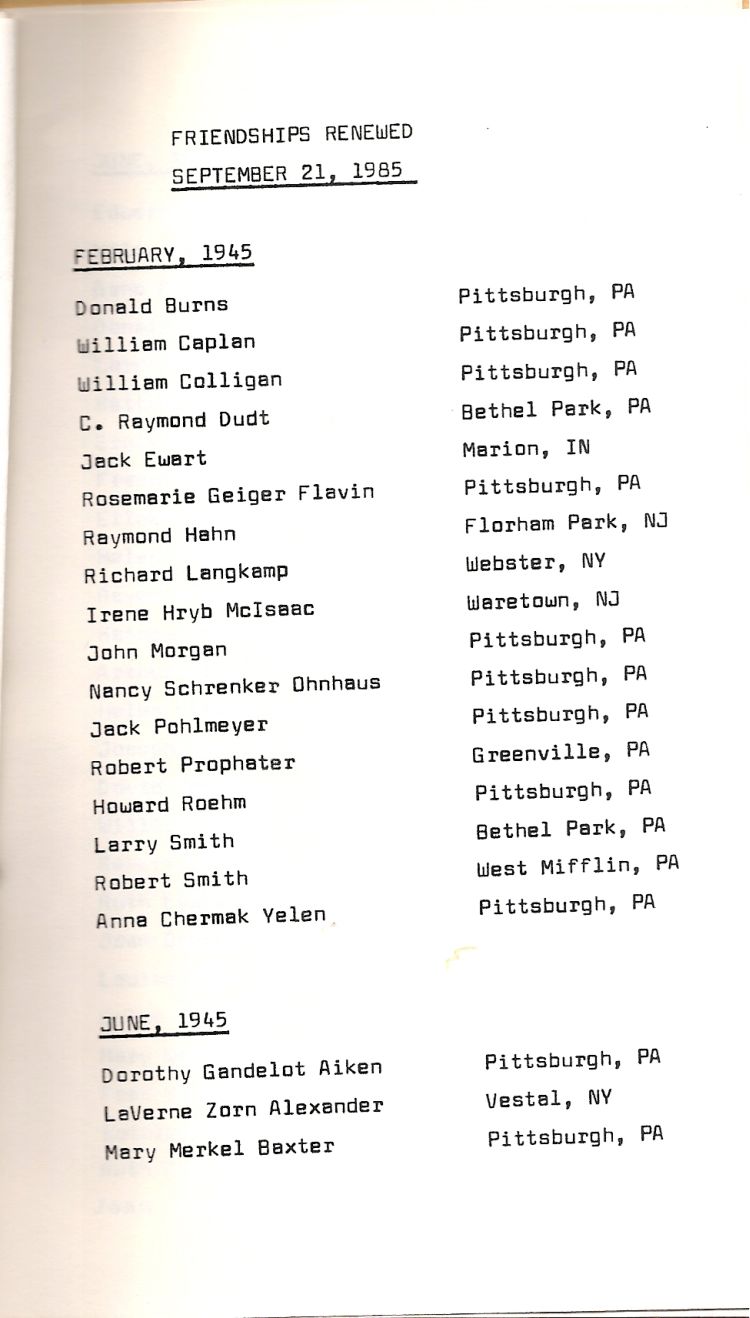 FRIENDSHIPS RENEWED
SEPTEMBER 21, 1985
FEBRUARY, 1945
Donald Burns Pittsburgh, PA
William Caplan Pittsburgh, PA
William Colligan Pittsburgh, PA
C. Raymond Dudt Bethel Park, PA
Jack Ewart Marion, IN
Rosemarie Geiger Flavin Pittsburgh, PA
Raymond Hahn Florham Park, NJ
Richard Langkamp Webster, NY
Irene Hryb McIsaac Waretown, NJ
John Morgan Pittsburgh, PA
Nancy Schrenker Ohnhaus Pittsburgh, PA
Jack Pohlmeyer Pittsburgh, PA
Robert Prophater Greenville, PA
Howard Roehm Pittsburgh, PA
Larry Smith Bethel Park, PA
Robert Smith West Mifflin, PA
Anna Chermak Yelen Pittsburgh, PA
JUNE, 1945
Dorothy Gandelot Aiken Pittsburgh, PA
LaVerne Zorn Alexander Vestal, NY
Mary Merkel Baxter Pittsburgh, PA